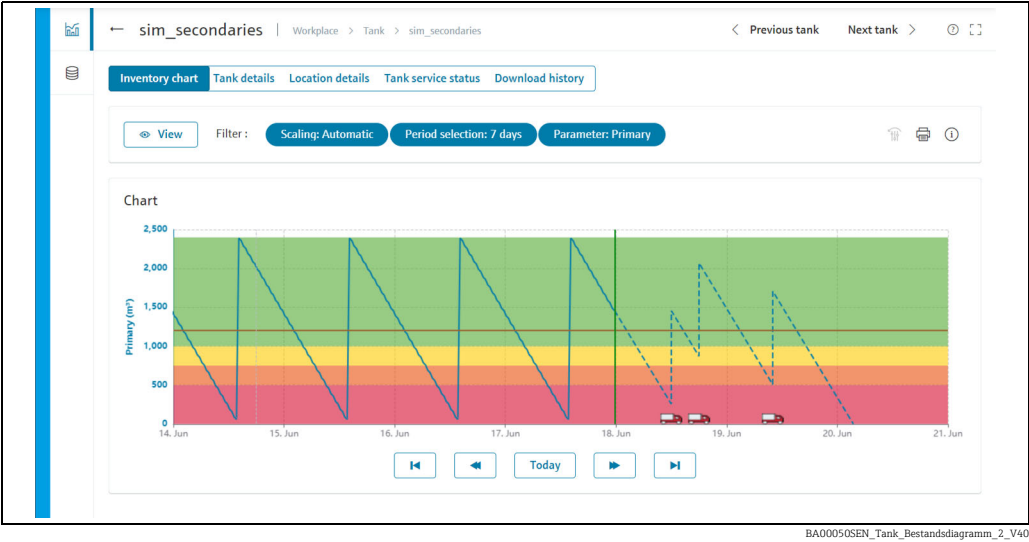 ← sim_secondaries | Workplace > Tank > sim_secondaries < Previous tank Next tank >
Inventory chart Tank details Location details Tank service status Download history
View Filter : Scaling: Automatic Period selection: 7 days Parameter: Primary
Chart
Primary (m³)
2,500
2,000
1,500
1,000
500
0
14. Jun 15. Jun 16. Jun 17. Jun 18. Jun 19. Jun 20. Jun 21. Jun
Today
BA00050SEN_Tank_Bestandsdiagramm_2_V40